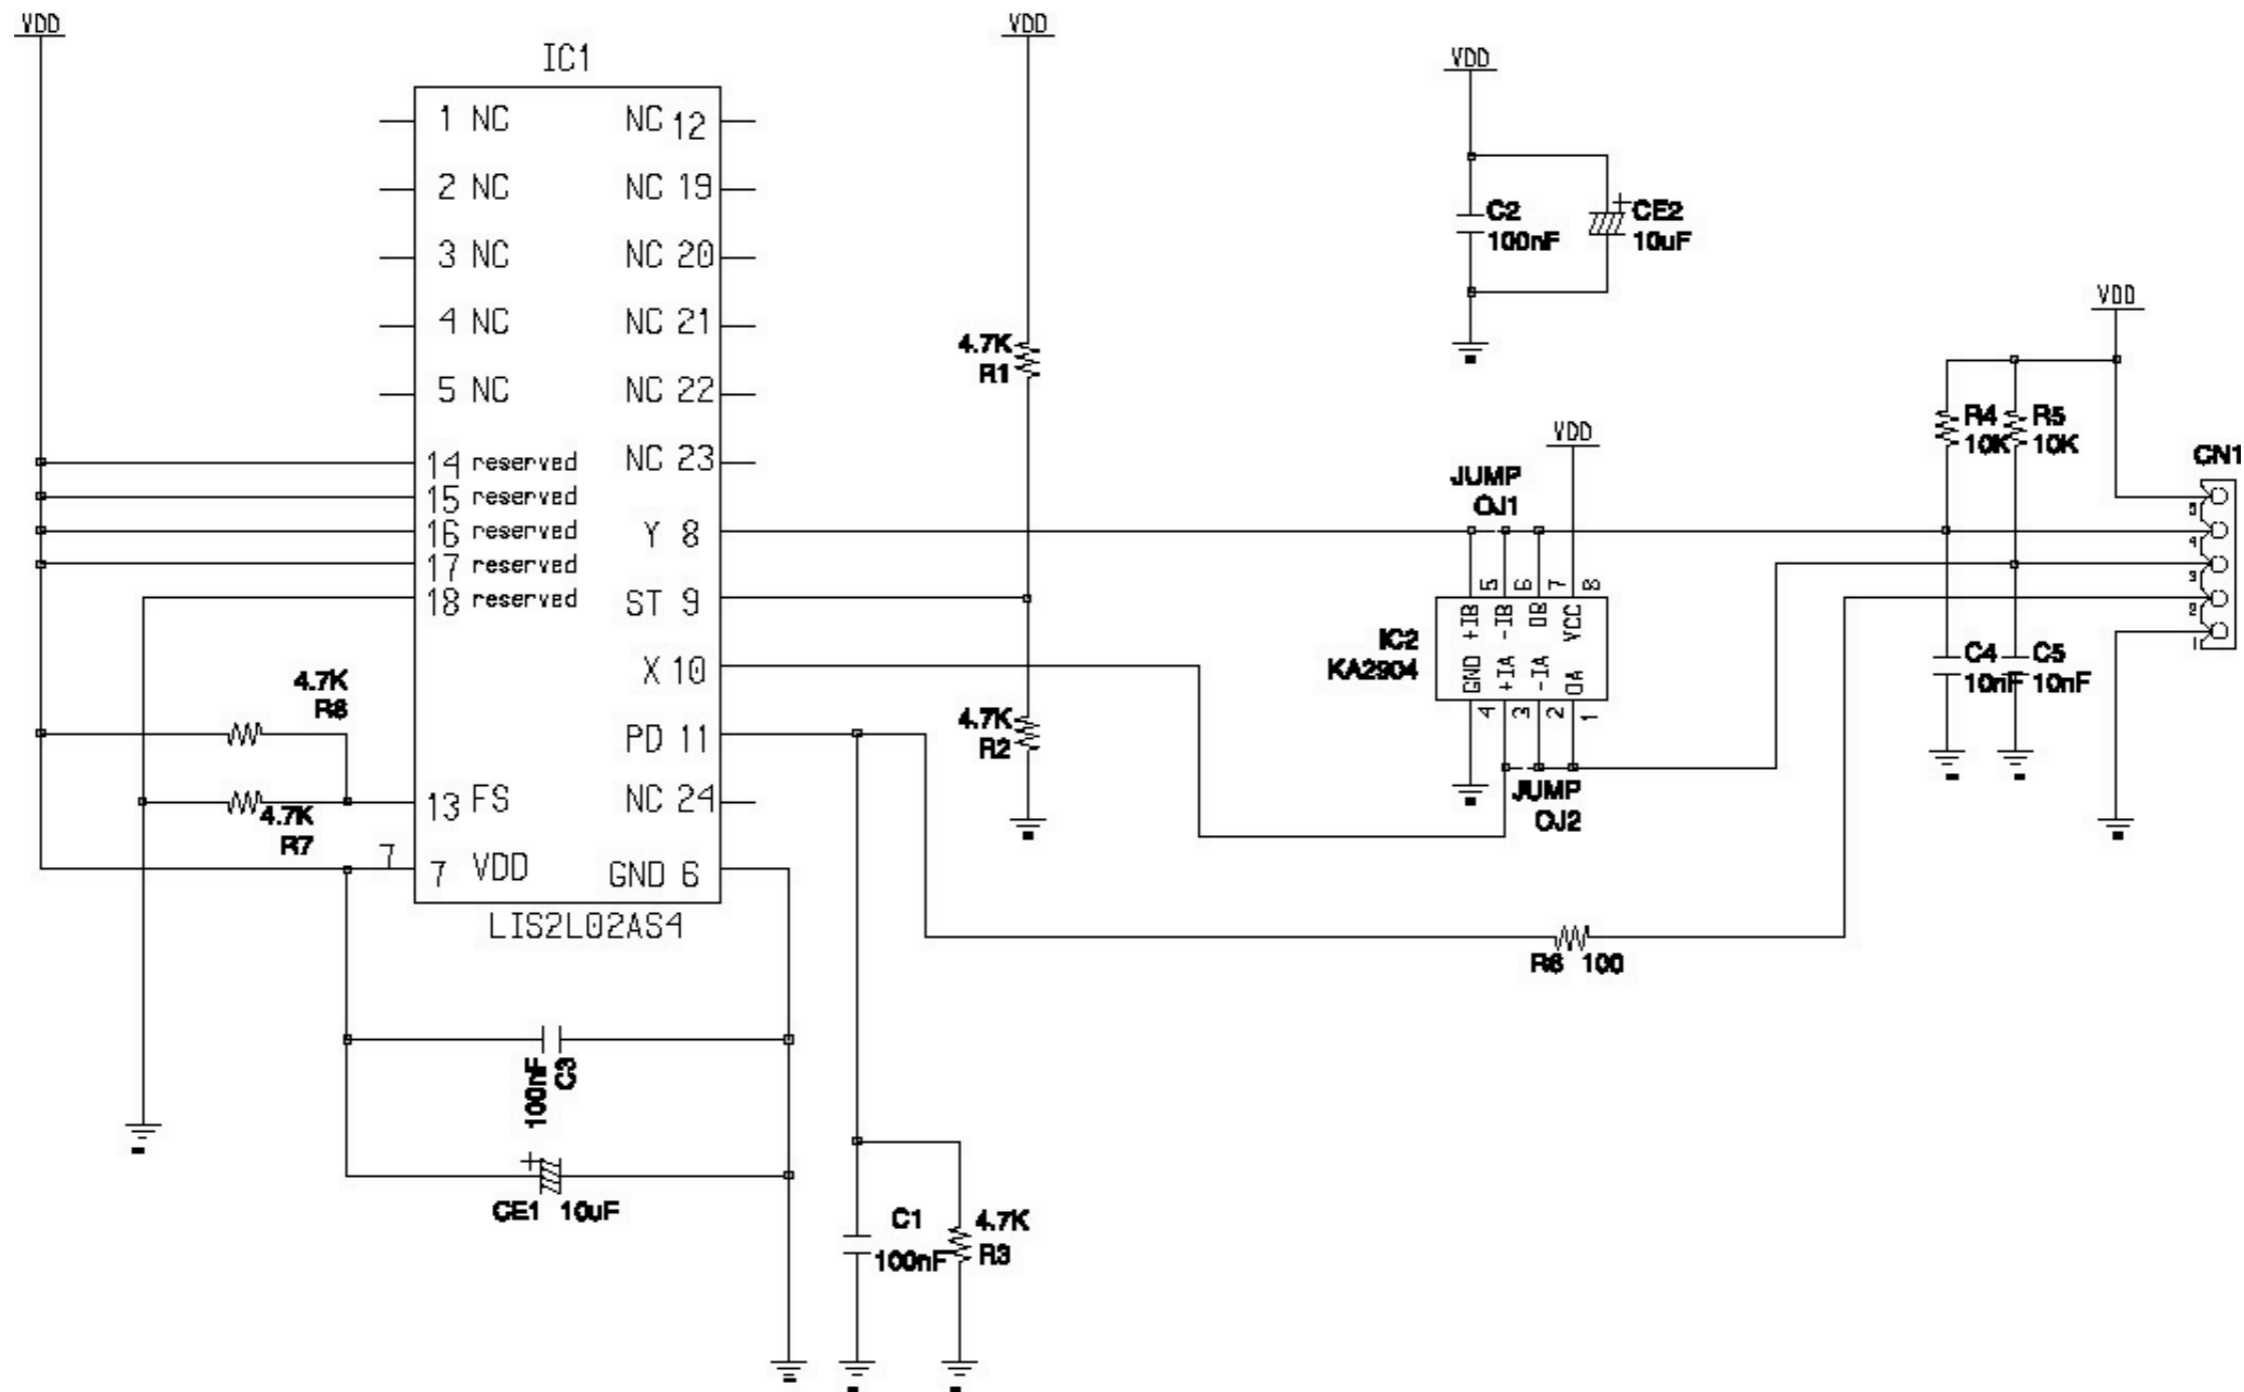 VDD
VDD
IC1
VDD
1 NC
NC 12
2 NC
NC 19
C2
100nF
CE2
10uF
3 NC
NC 20
VDD
4 NC
NC 21
4.7K
R1
5 NC
NC 22
R4
10K
R5
10K
VDD
CN1
14 reserved
NC 23
JUMP
OJ1
15 reserved
5
16 reserved
Y 8
4
17 reserved
3
5 6 7 8
18 reserved
ST 9
2
+IB -IB OB VCC
IC2
KA2904
1
GND +IA -IA OA
4 3 2 1
X 10
C4
10nF
C5
10nF
4.7K
R8
PD 11
4.7K
R2
13 FS
NC 24
4.7K
R7
JUMP
OJ2
7
7 VDD
GND 6
LIS2L02AS4
R6 100
100nF
C3
CE1 10uF
C1
100nF
4.7K
R3